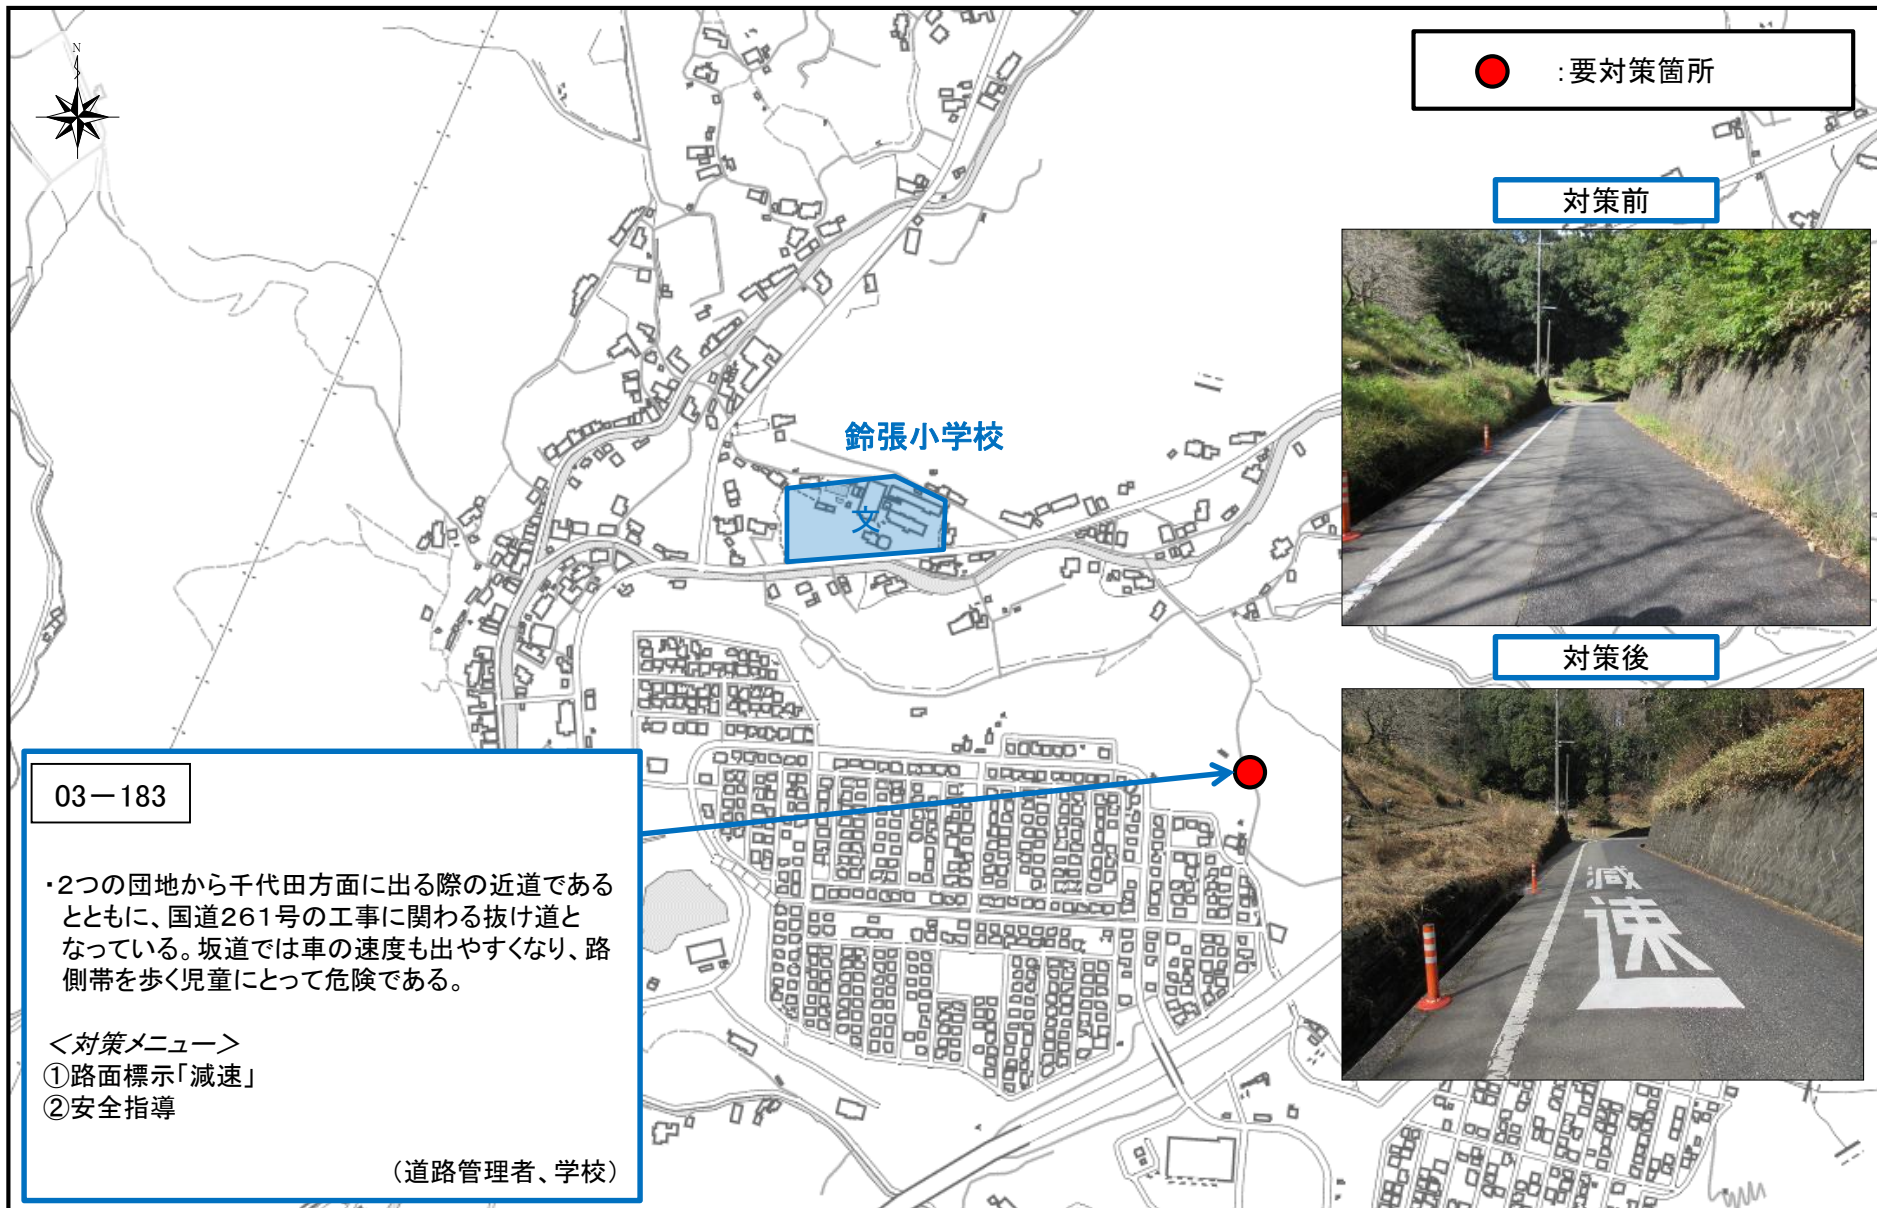 N
:要対策箇所
対策前
鈴張小学校
文
対策後
減
速
03－183
・2つの団地から千代田方面に出る際の近道である
とともに、国道261号の工事に関わる抜け道と
なっている。坂道では車の速度も出やすくなり、路
側帯を歩く児童にとって危険である。
＜対策メニュー＞
①路面標示「減速」
②安全指導
（道路管理者、学校）